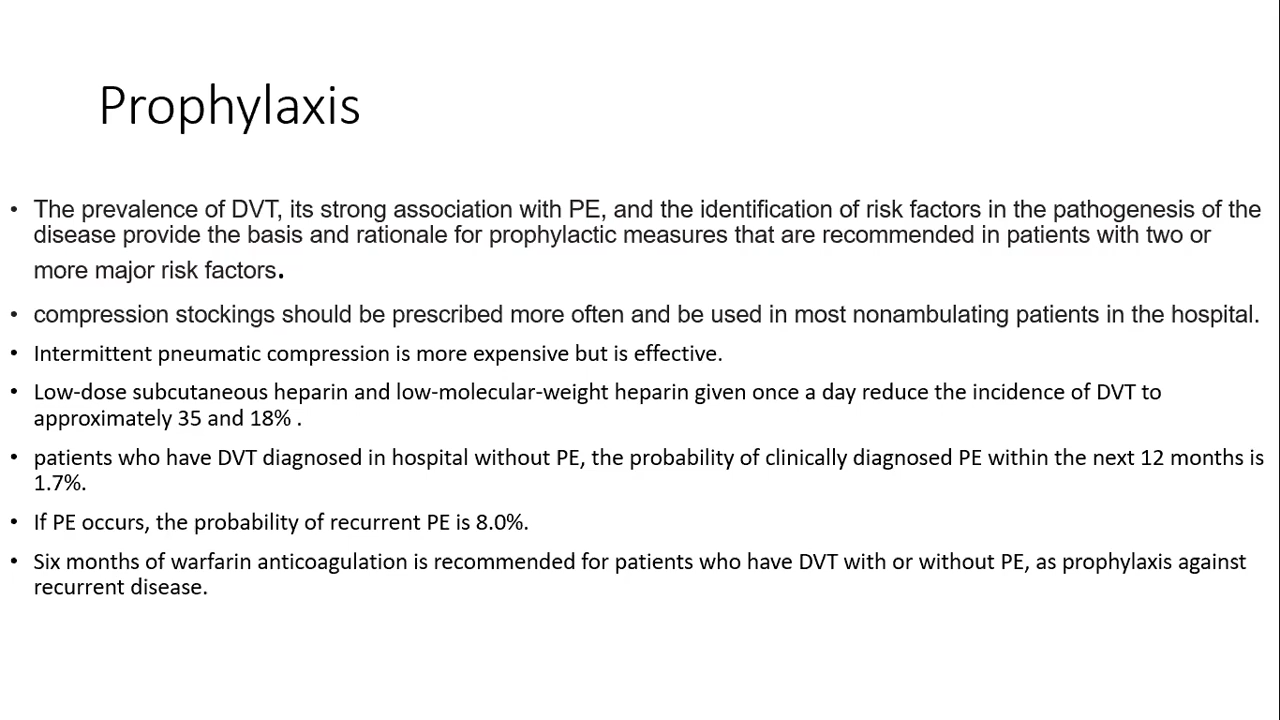 Prophylaxis
• The prevalence of DVT, its strong association with PE, and the identification of risk factors in the pathogenesis of the
disease provide the basis and rationale for prophylactic measures that are recommended in patients with two or
more major risk factors.
• compression stockings should be prescribed more often and be used in most nonambulating patients in the hospital.
• Intermittent pneumatic compression is more expensive but is effective.
• Low-dose subcutaneous heparin and low-molecular-weight heparin given once a day reduce the incidence of DVT to
approximately 35 and 18% .
• patients who have DVT diagnosed in hospital without PE, the probability of clinically diagnosed PE within the next 12 months is
1.7%.
• If PE occurs, the probability of recurrent PE is 8.0%.
• Six months of warfarin anticoagulation is recommended for patients who have DVT with or without PE, as prophylaxis against
recurrent disease.